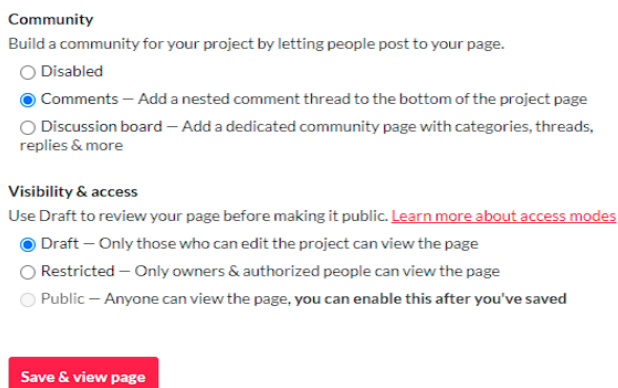 Community
Build a community for your project by letting people post to your page.
Disabled
Comments — Add a nested comment thread to the bottom of the project page
Discussion board — Add a dedicated community page with categories, threads,
replies & more
Visibility & access
Use Draft to review your page before making it public. Learn more about access modes
Draft — Only those who can edit the project can view the page
Restricted — Only owners & authorized people can view the page
Public — Anyone can view the page, you can enable this after you've saved
Save & view page